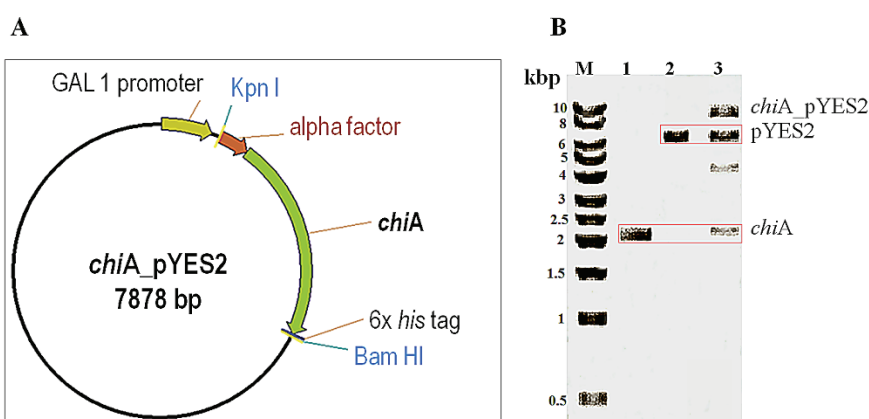 A
GAL 1 promoter
Kpn I
alpha factor
chiA
chiA_pYES2
7878 bp
6x his tag
Bam HI
B
kbp
M 1 2 3
10
8
6
5
4
3
2.5
2
1.5
1
0.5
chiA_pYES2
pYES2
chiA